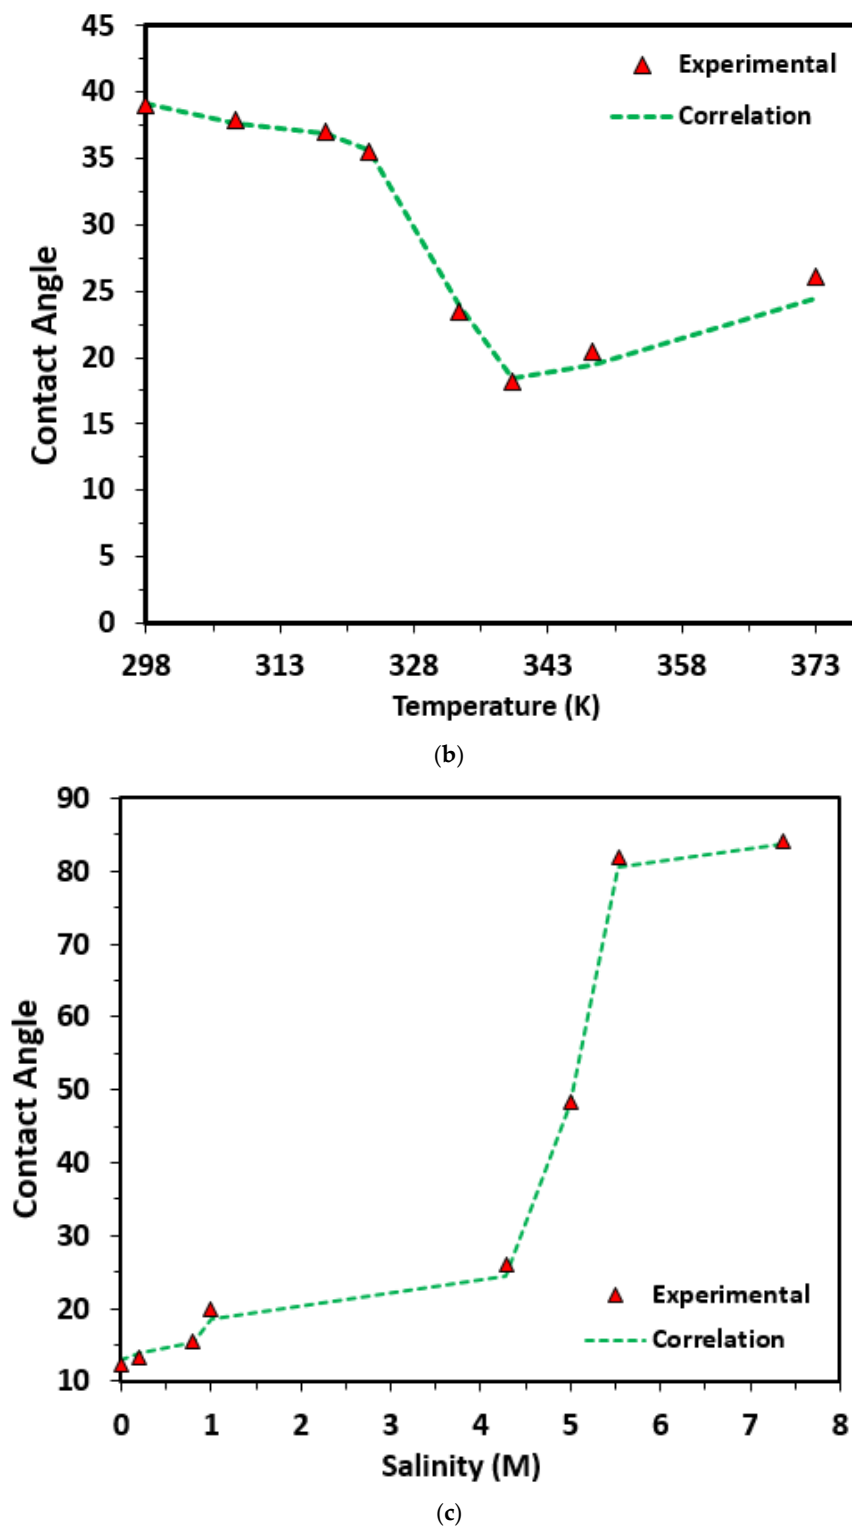 45
40
35
30
25
20
15
10
5
0
Contact Angle
Experimental
Correlation
298 313 328 343 358 373
Temperature (K)
(b)
90
80
70
60
50
40
30
20
10
Contact Angle
Experimental
Correlation
0 1 2 3 4 5 6 7 8
Salinity (M)
(c)